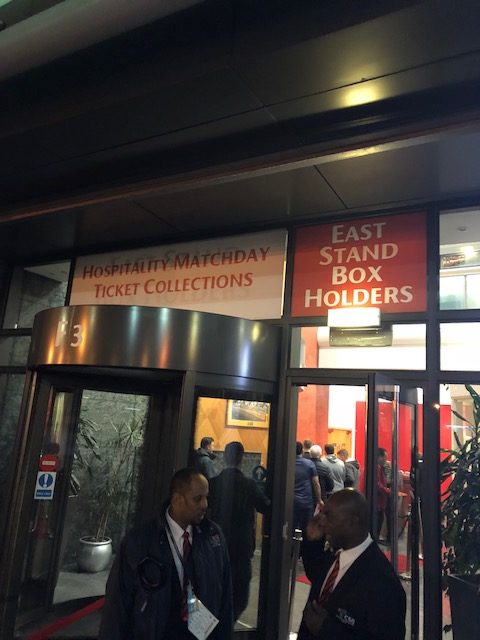 HOSPITALITY MATCHDAY
TICKET COLLECTIONS
EAST
STAND
BOX
HOLDERS
3